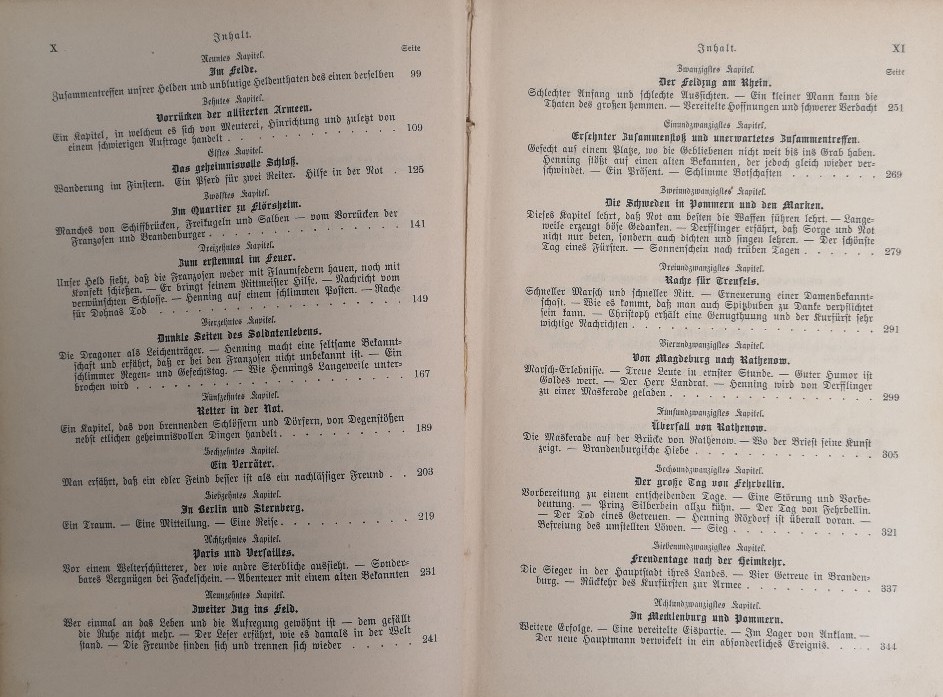 X
Inhalt.
Seite
Neuntes Kapitel.
Im Felde.
Zusammentreffen unsrer Helden und unblutige Heldenthaten des einen derselben 99
Zehntes Kapitel.
Vorrücken der alliierten Armeen.
Ein Kapitel, in welchem es sich von Meuterei, Hinrichtung und zuletzt von
einem schwierigen Auftrage handelt . . . . . . . . . . . . 109
Elftes Kapitel.
Das geheimnisvolle Schloß.
Wanderung im Finstern. Ein Pferd für zwei Reiter. Hilfe in der Not . 125
Zwölftes Kapitel.
Im Quartier zu Flörsheim.
Manches von Schiffbrücken, Freikugeln und Salben — vom Vorrücken der
Franzosen und Brandenburger . . . . . . . . . . . . . 141
Dreizehntes Kapitel.
Zum erstenmal im Feuer.
Unser Held sieht, daß die Franzosen weder mit Flaumfedern hauen, noch mit
Konfekt schießen. — Er bringt seinem Rittmeister Hilfe. — Nachricht vom
verwünschten Schlosse. — Henning auf einem schlimmen Posten. — Rache
für Dohnas Tod . . . . . . . . . . . . . . . . . 149
Vierzehntes Kapitel.
Dunkle Seiten des Soldatenlebens.
Die Dragoner als Leichenträger. — Henning macht eine seltsame Bekannt-
schaft und erfährt, daß er bei den Franzosen nicht unbekannt ist. — Ein
schlimmer Regen- und Gefechtstag. — Wie Hennings Langeweile unter-
brochen wird . . . . . . . . . . . . . . . . . . 167
Fünfzehntes Kapitel.
Retter in der Not.
Ein Kapitel, das von brennenden Schlössern und Dörfern, von Degenstößen
nebst etlichen geheimnisvollen Dingen handelt . . . . . . . . . 189
Sechzehntes Kapitel.
Ein Verräter.
Man erfährt, daß ein edler Feind besser ist als ein nachlässiger Freund . . 203
Siebzehntes Kapitel.
In Berlin und Sternberg.
Ein Traum. — Eine Mitteilung. — Eine Reise . . . . . . . . . 219
Achtzehntes Kapitel.
Paris und Versailles.
Vor einem Welterschütterer, der wie andre Sterbliche aussieht. — Sonder-
bares Vergnügen bei Fackelschein. — Abenteuer mit einem alten Bekannten 231
Neunzehntes Kapitel.
Zweiter Zug ins Feld.
Wer einmal an das Leben und die Aufregung gewöhnt ist — dem gefällt
die Ruhe nicht mehr. — Der Leser erfährt, wie es damals in der Welt
stand. — Die Freunde finden sich und trennen sich wieder . . . . . 241
Inhalt.
XI
Seite
Zwanzigstes Kapitel.
Der Feldzug am Rhein.
Schlechter Anfang und schlechte Aussichten. — Ein kleiner Mann kann die
Thaten des großen hemmen. — Vereitelte Hoffnungen und schwerer Verdacht 251
Einundzwanzigstes Kapitel.
Ersehnter Zusammenstoß und unerwartetes Zusammentreffen.
Gefecht auf einem Platze, wo die Gebliebenen nicht weit bis ins Grab haben.
Henning stößt auf einen alten Bekannten, der jedoch gleich wieder ver-
schwindet. — Ein Präsent. — Schlimme Botschaften . . . . . . . 269
Zweiundzwanzigstes Kapitel.
Die Schweden in Pommern und den Marken.
Dieses Kapitel lehrt, daß Not am besten die Waffen führen lehrt. — Lange-
weile erzeugt böse Gedanken. — Derfflinger erfährt, daß Sorge und Not
nicht nur beten, sondern auch dichten und singen lehren. — Der schönste
Tag eines Fürsten. — Sonnenschein nach trüben Tagen . . . . . . 279
Dreiundzwanzigstes Kapitel.
Rache für Treufels.
Schneller Marsch und schneller Ritt. — Erneuerung einer Damenbekannt-
schaft. — Wie es kommt, daß man auch Spitzbuben zu Danke verpflichtet
sein kann. — Christoph erhält eine Genugthuung und der Kurfürst sehr
wichtige Nachrichten . . . . . . . . . . . . . . . . 291
Vierundzwanzigstes Kapitel.
Von Magdeburg nach Rathenow.
Marsch-Erlebnisse. — Treue Leute in ernster Stunde. — Guter Humor ist
Goldes wert. — Der Herr Landrat. — Henning wird von Derfflinger
zu einer Maskerade geladen . . . . . . . . . . . . . . 299
Fünfundzwanzigstes Kapitel.
Überfall von Rathenow.
Die Maskerade auf der Brücke von Rathenow. — Wo der Briest seine Kunst
zeigt. — Brandenburgische Hiebe . . . . . . . . . . . . 305
Sechsundzwanzigstes Kapitel.
Der große Tag von Fehrbellin.
Vorbereitung zu einem entscheidenden Tage. — Eine Störung und Vorbe-
deutung. — Prinz Silberbein allzu kühn. — Der Tag von Fehrbellin.
— Der Tod eines Getreuen. — Henning Rözdorf ist überall voran. —
Befreiung des umstellten Löwen. — Sieg . . . . . . . . . . 321
Siebenundzwanzigstes Kapitel.
Freudentage nach der Heimkehr.
Die Sieger in der Hauptstadt ihres Landes. — Vier Getreue in Branden-
burg. — Rückkehr des Kurfürsten zur Armee . . . . . . . . . 337
Achtundzwanzigstes Kapitel.
In Mecklenburg und Pommern.
Weitere Erfolge. — Eine vereitelte Eispartie. — Im Lager von Anklam. —
Der neue Hauptmann verwickelt in ein absonderliches Ereignis. . . . 344